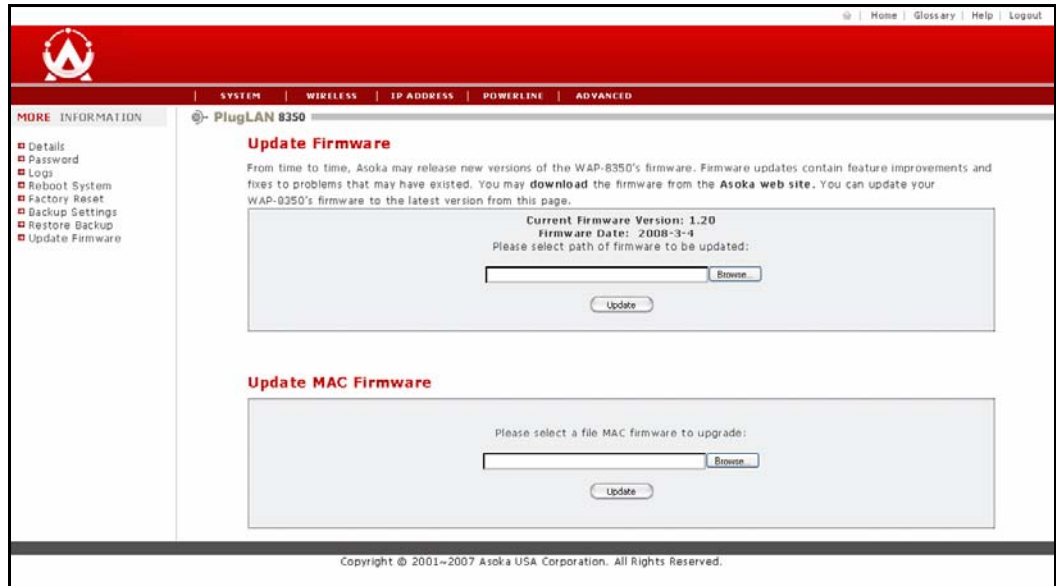 Home | Glossary | Help | Logout
| SYSTEM | WIRELESS | IP ADDRESS | POWERLINE | ADVANCED
MORE INFORMATION
Details
Password
Logs
Reboot System
Factory Reset
Backup Settings
Restore Backup
Update Firmware
PlugLAN 8350
Update Firmware
From time to time, Asoka may release new versions of the WAP-8350's firmware. Firmware updates contain feature improvements and
fixes to problems that may have existed. You may download the firmware from the Asoka web site. You can update your
WAP-8350's firmware to the latest version from this page.
Current Firmware Version: 1.20
Firmware Date: 2008-3-4
Please select path of firmware to be updated:
Browse...
Update
Update MAC Firmware
Please select a file MAC firmware to upgrade:
Browse...
Update
Copyright © 2001~2007 Asoka USA Corporation. All Rights Reserved.